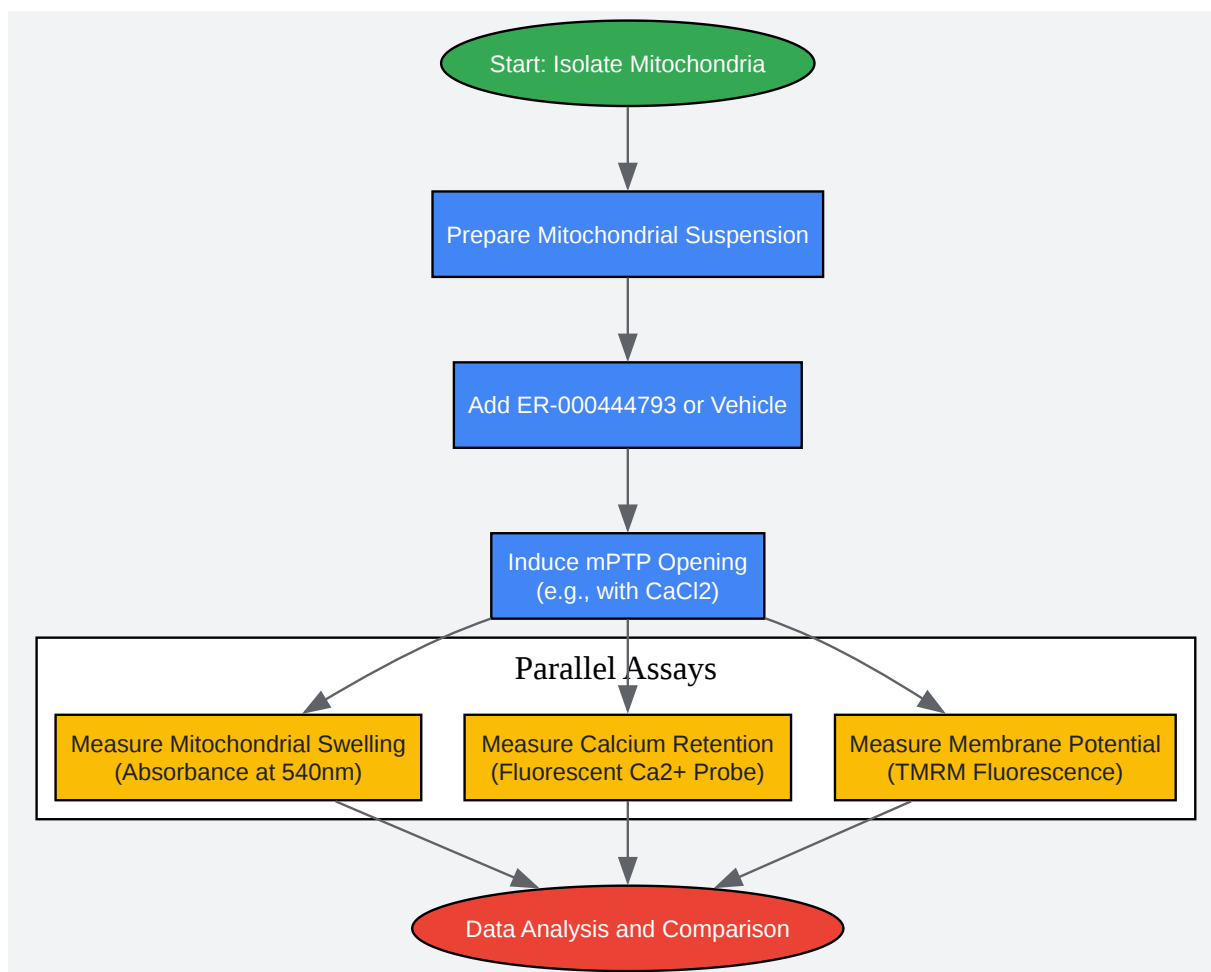 Start: Isolate Mitochondria
Prepare Mitochondrial Suspension
Add ER-000444793 or Vehicle
Induce mPTP Opening
(e.g., with CaCl2)
Parallel Assays
Measure Mitochondrial Swelling
(Absorbance at 540nm)
Measure Calcium Retention
(Fluorescent Ca2+ Probe)
Measure Membrane Potential
(TMRM Fluorescence)
Data Analysis and Comparison